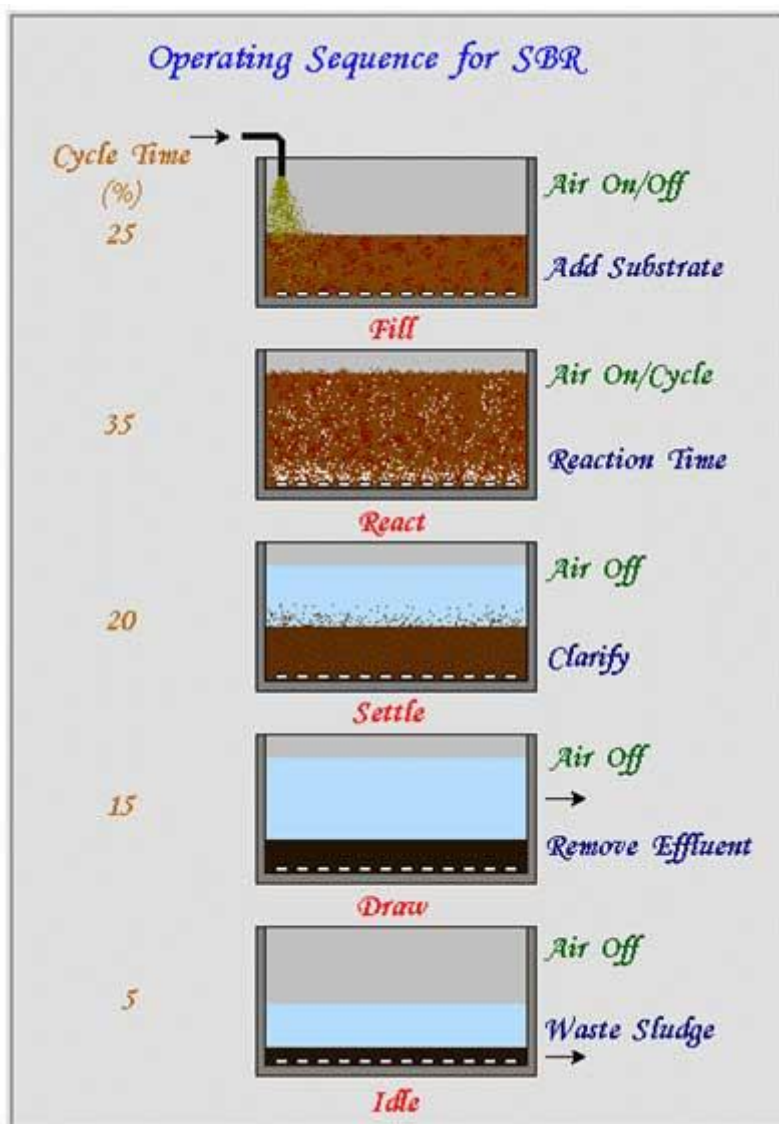 Operating Sequence for SBR
Cycle Time
(%)
25
Air On/Off
Add Substrate
Fill
35
Air On/Cycle
Reaction Time
React
20
Air Off
Clarify
Settle
15
Air Off
Remove Effluent
Draw
5
Air Off
Waste Sludge
Idle